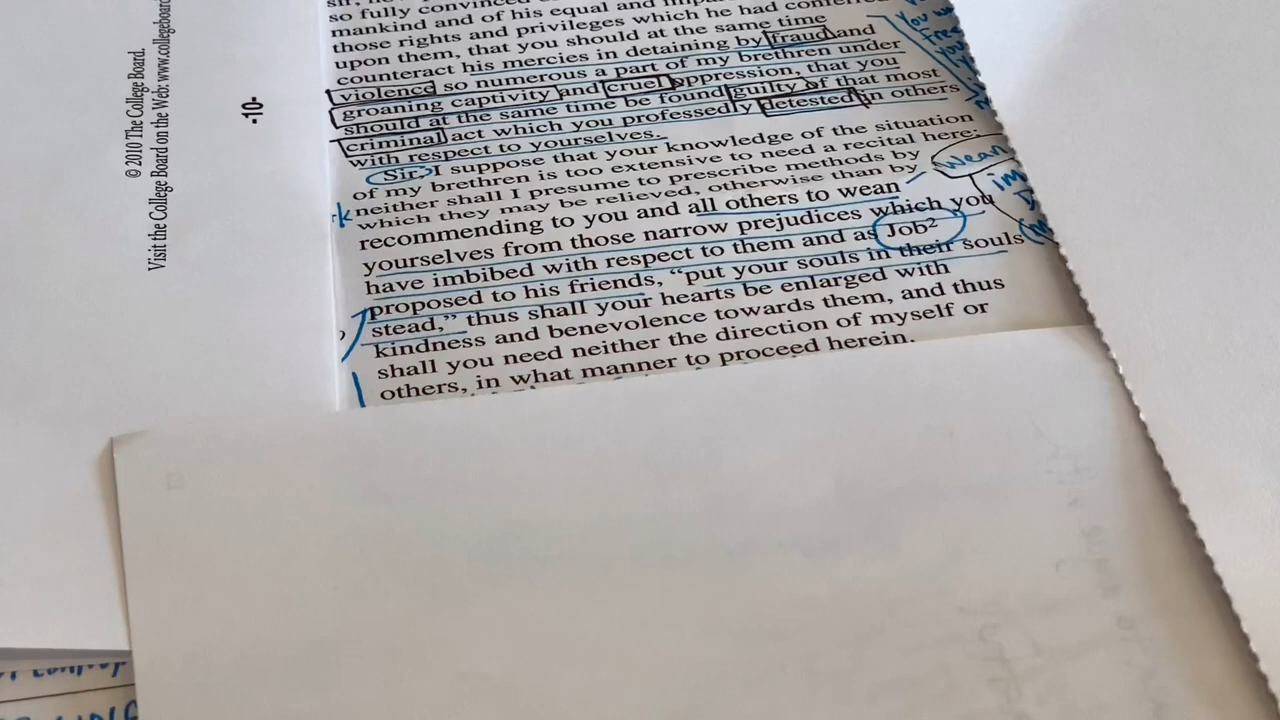 so fully convinced
mankind and of his equal and
those rights and privileges which he had
upon them, that you should at the same time
counteract his mercies in detaining by fraud and
violence so numerous a part of my brethren under
groaning captivity and cruel oppression, that you
should at the same time be found guilty of that most
criminal act which you professedly detested in others
with respect to yourselves.
Sir, I suppose that your knowledge of the situation
of my brethren is too extensive to need a recital here;
neither shall I presume to prescribe methods by
which they may be relieved, otherwise than by
recommending to you and all others to wean
yourselves from those narrow prejudices which you
have imbibed with respect to them and as Job²
proposed to his friends, “put your souls in their souls
stead,” thus shall your hearts be enlarged with
kindness and benevolence towards them, and thus
shall you need neither the direction of myself or
others, in what manner to proceed herein.
Wean
© 2010 The College Board.
Visit the College Board on the Web: www.collegeboard
-10-